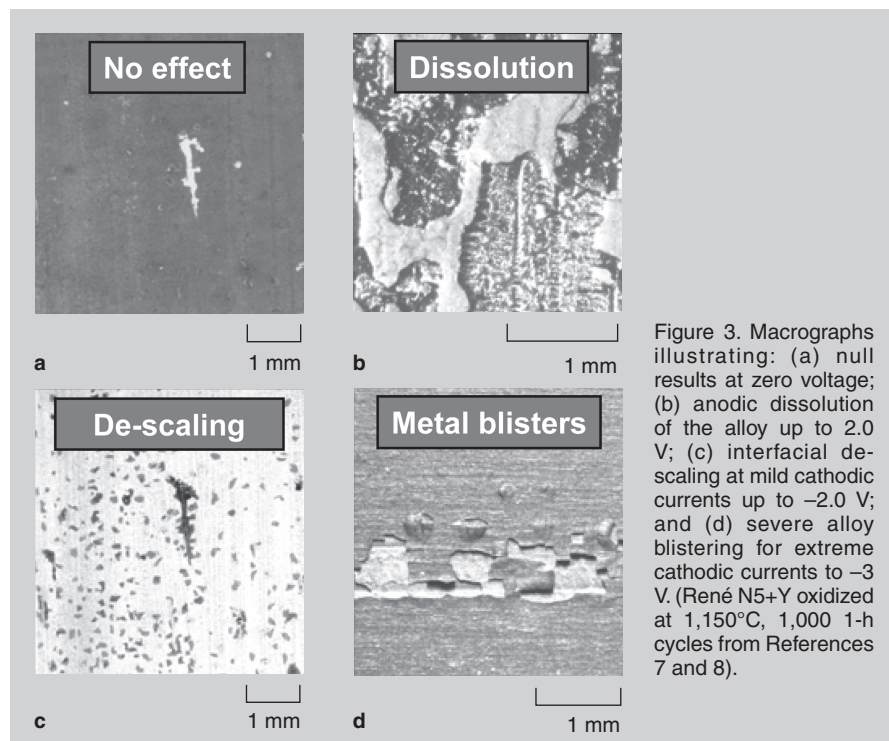 No effect
Dissolution
a
1 mm
b
1 mm
De-scaling
Metal blisters
c
1 mm
d
1 mm
Figure 3. Macrographs
illustrating: (a) null
results at zero voltage;
(b) anodic dissolution
of the alloy up to 2.0
V; (c) interfacial de-
scaling at mild cathodic
currents up to –2.0 V;
and (d) severe alloy
blistering for extreme
cathodic currents to –3
V. (René N5+Y oxidized
at 1,150°C, 1,000 1-h
cycles from References
7 and 8).